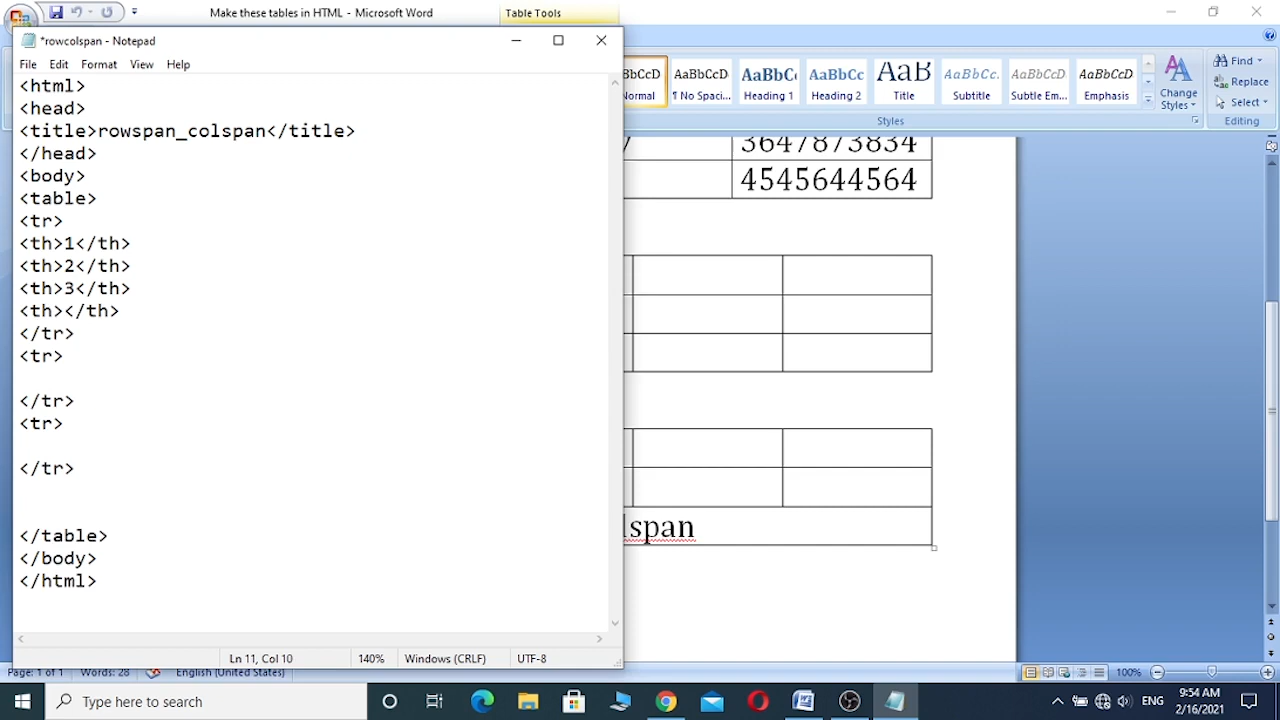 Make these tables in HTML - Microsoft Word
Table Tools
*rowcolspan - Notepad
File Edit Format View Help
<html>
<head>
<title>rowspan_colspan</title>
</head>
<body>
<table>
<tr>
<th>1</th>
<th>2</th>
<th>3</th>
<th></th>
</tr>
<tr>
</tr>
<tr>
</tr>
</table>
</body>
</html>
Ln 11, Col 10 140% Windows (CRLF) UTF-8
AaBbCcD AaBbC AaBbCc AaB AaBbCc. AaBbCcD AaBbCcD
No Spaci... Heading 1 Heading 2 Title Subtitle Subtle Em... Emphasis
Change
Styles
Styles
Find
Replace
Select
Editing
3647873834
4545644564
lspan
Page: 1 of 1 Words: 28 English (United States) 100%
Type here to search
ENG
9:54 AM
2/16/2021